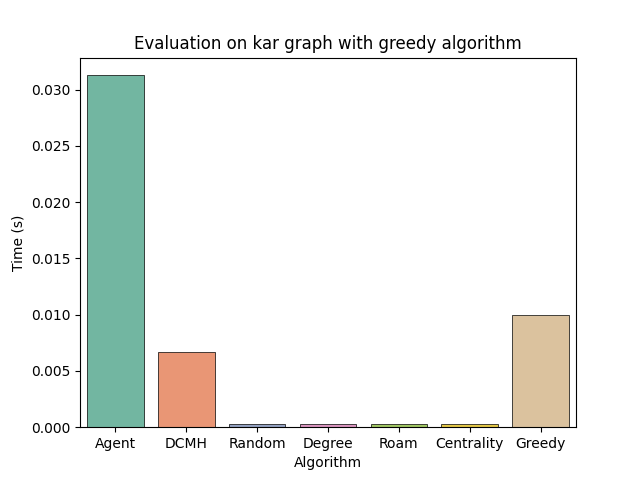 Evaluation on kar graph with greedy algorithm
0.030
0.025
0.020
0.015
0.010
0.005
0.000
Time (s)
Agent DCMH Random Degree Roam Centrality Greedy
Algorithm